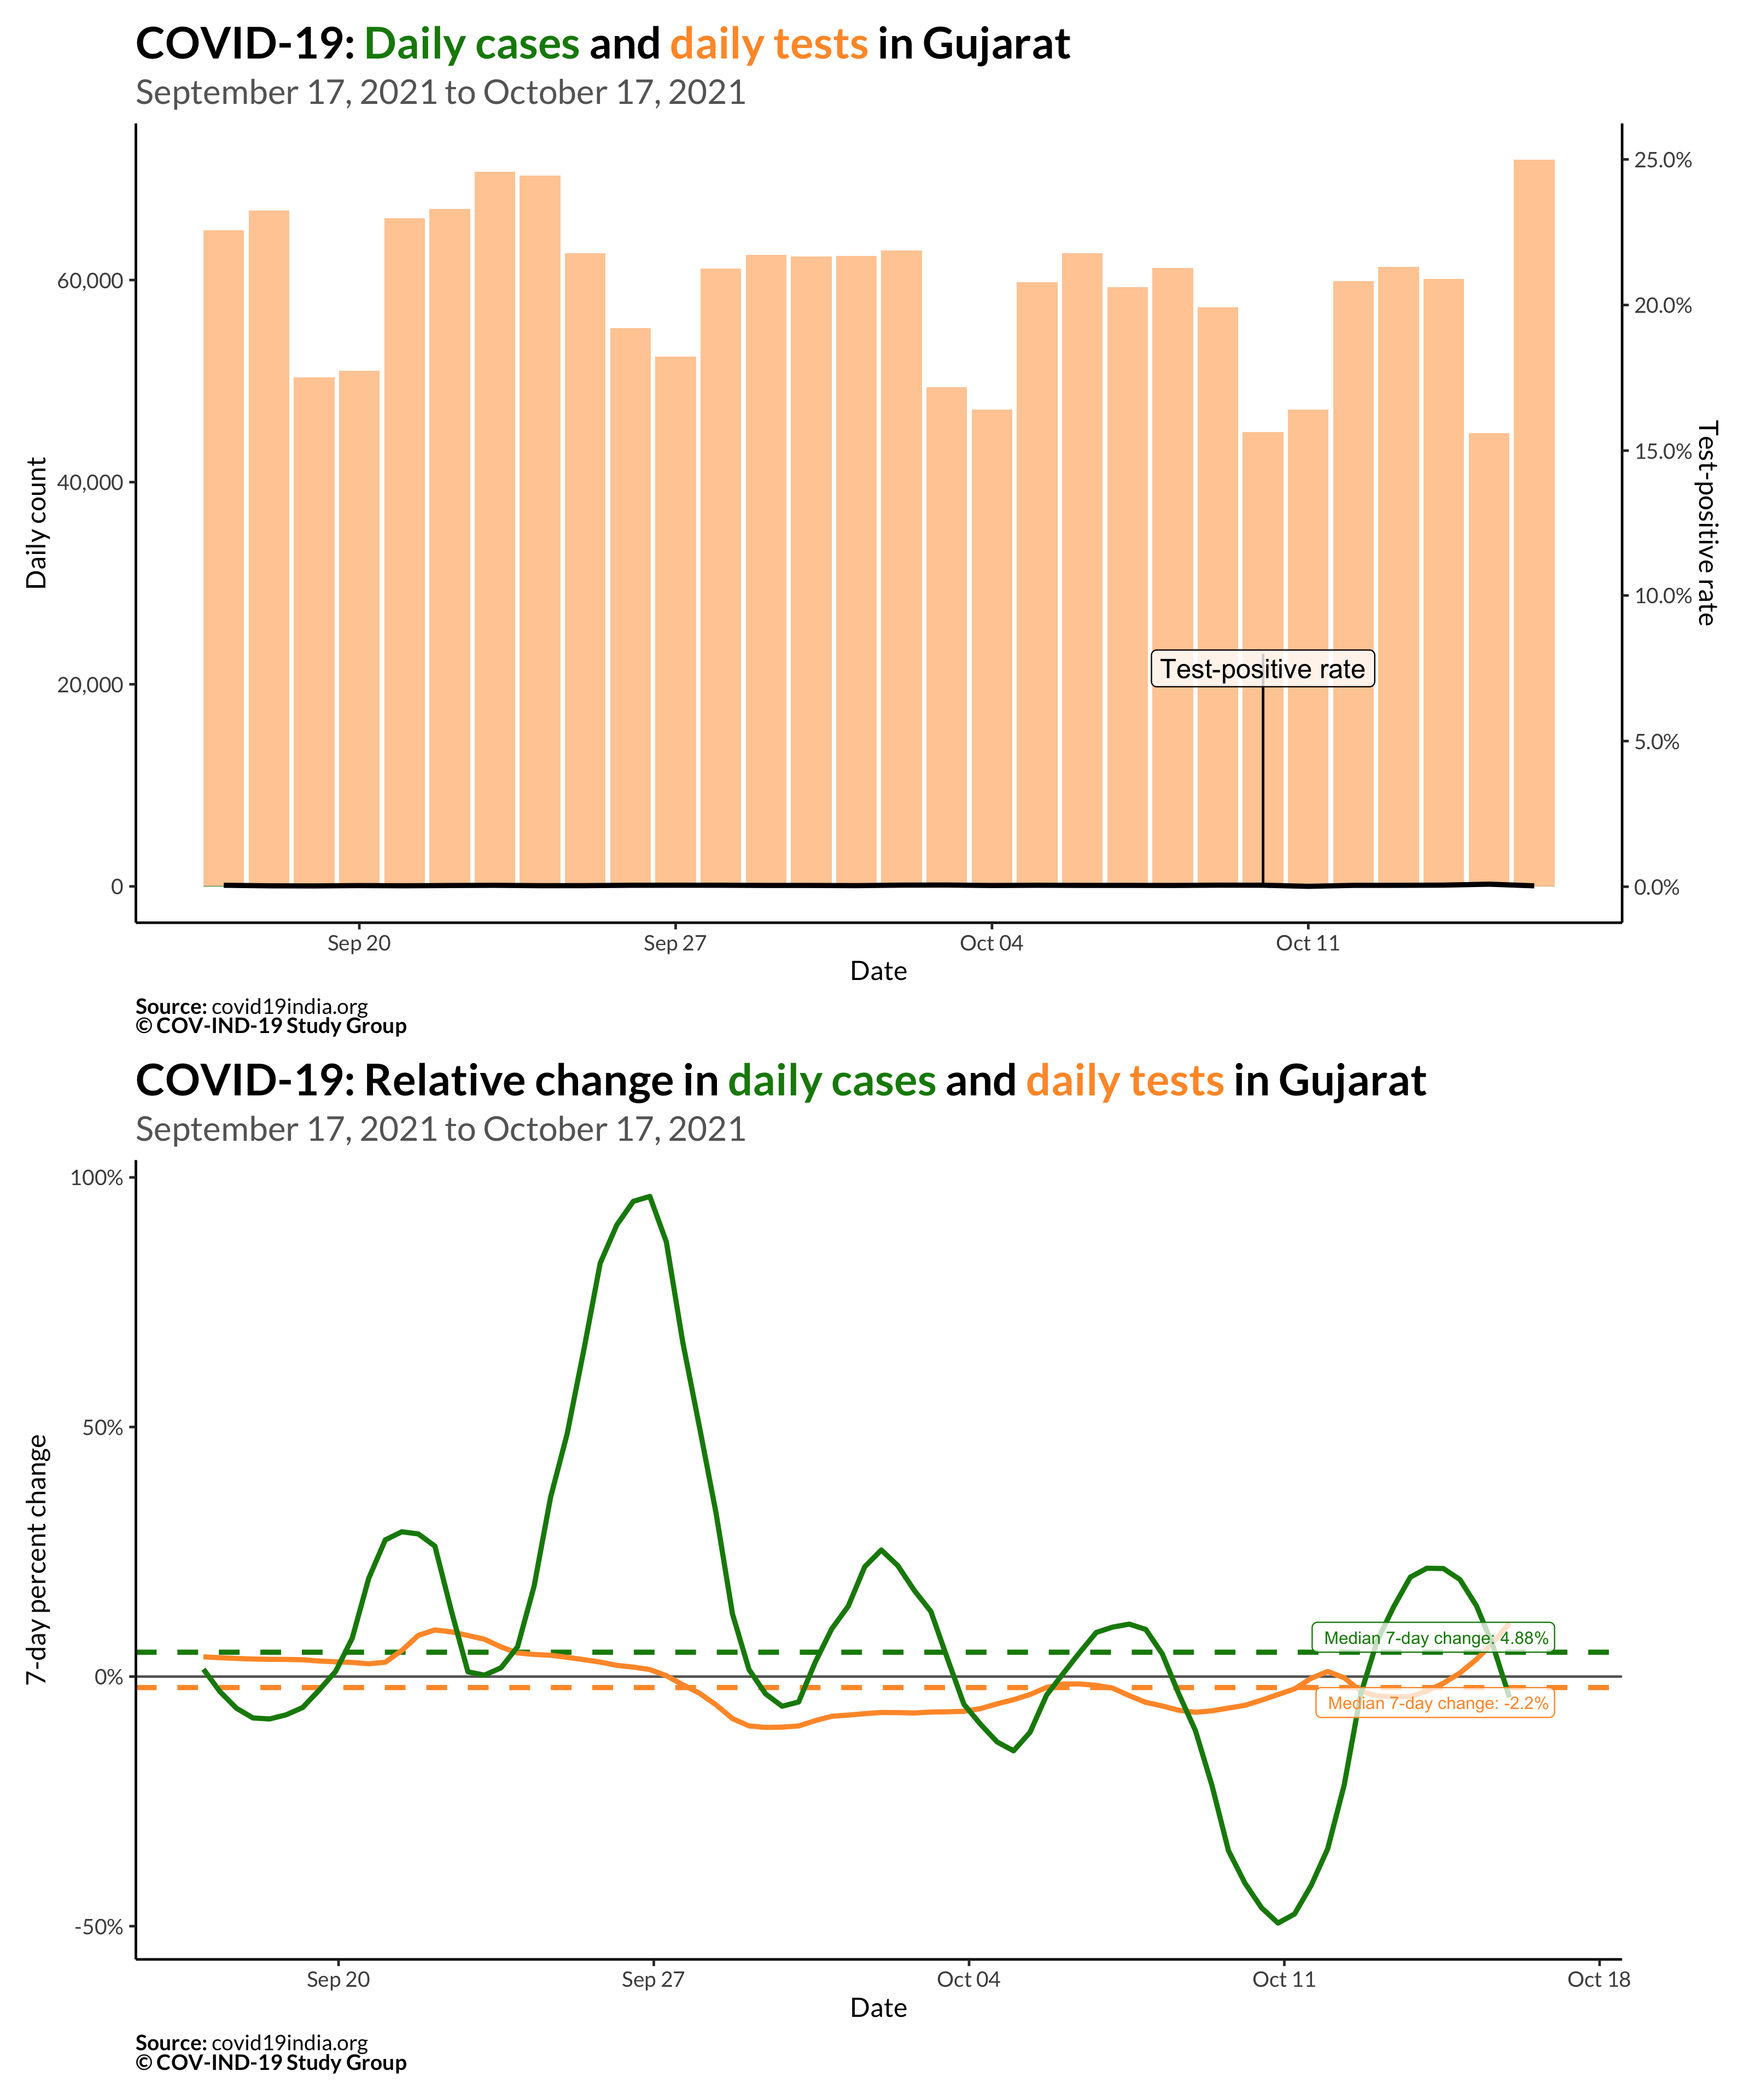 COVID-19: Daily cases and daily tests in Gujarat
September 17, 2021 to October 17, 2021
60,000
40,000
20,000
0
Daily count
25.0%
20.0%
15.0%
10.0%
5.0%
0.0%
Test-positive rate
Test-positive rate
Sep 20
Sep 27
Oct 04
Oct 11
Date
Source: covid19india.org
© COV-IND-19 Study Group
COVID-19: Relative change in daily cases and daily tests in Gujarat
September 17, 2021 to October 17, 2021
100%
50%
0%
-50%
7-day percent change
Median 7-day change: 4.88%
Median 7-day change: -2.2%
Sep 20
Sep 27
Oct 04
Oct 11
Oct 18
Date
Source: covid19india.org
© COV-IND-19 Study Group